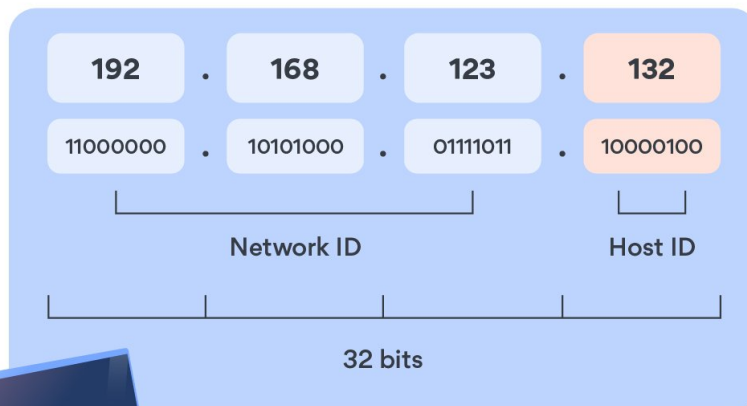 192 . 168 . 123 . 132
11000000 . 10101000 . 01111011 . 10000100
Network ID Host ID
32 bits